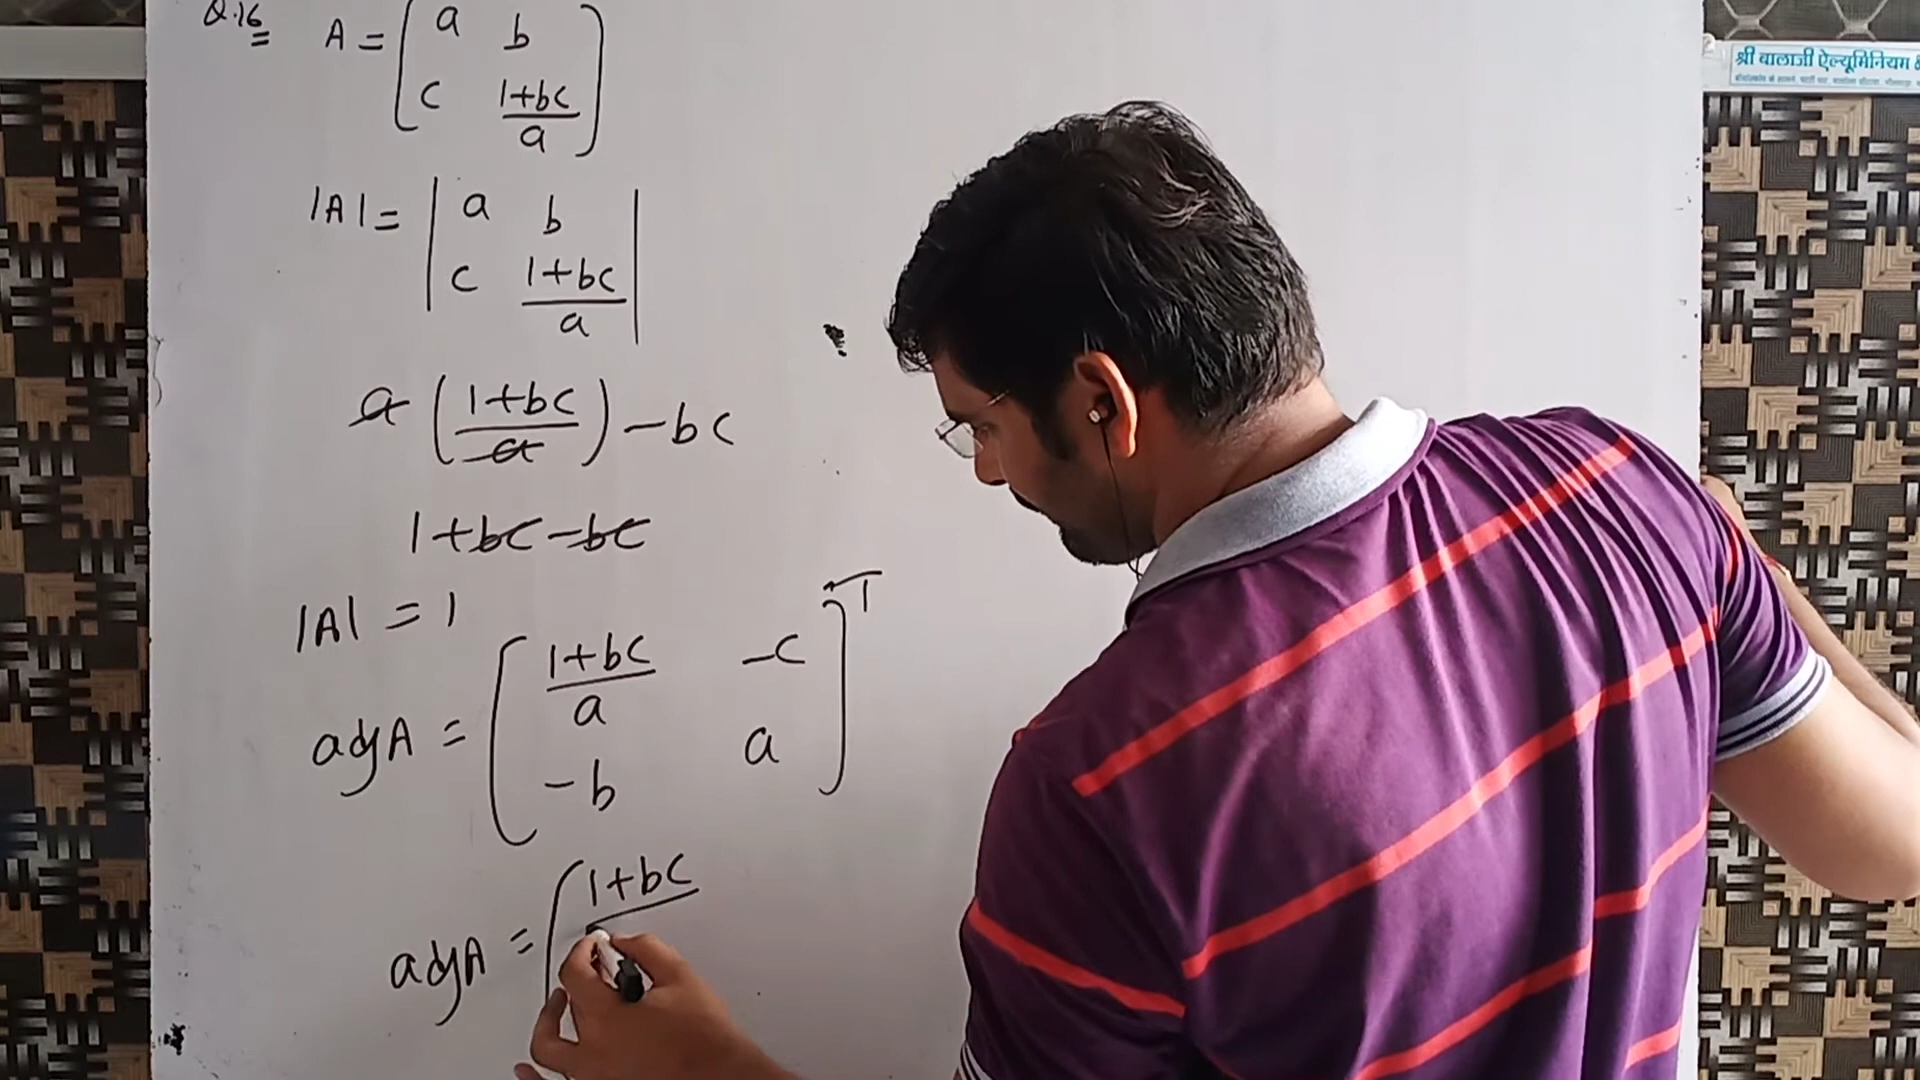 Q.16
A = [ a b
c 1+bc/a ]
|A| = | a b
c 1+bc/a |
a (1+bc/a) - bc
1+bc-bc
|A| = 1
adjA = [ 1+bc/a -c
-b a ]^T
adjA = [ 1+bc
श्री बालाजी ऐल्यूमिनियम &